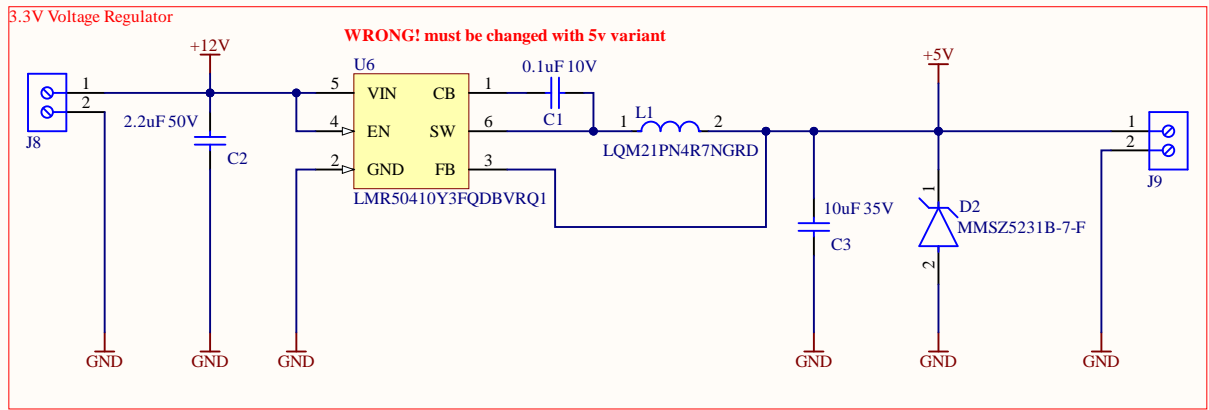 3.3V Voltage Regulator
WRONG! must be changed with 5v variant
+12V
+5V
U6
0.1uF 10V
J8
1
2
5
VIN
CB
1
C1
2.2uF 50V
C2
4
EN
SW
6
1
L1
2
LQM21PN4R7NGRD
2
GND
FB
3
LMR50410Y3FQDBVRQ1
10uF 35V
C3
1
D2
MMSZ5231B-7-F
2
1
2
J9
GND
GND
GND
GND
GND
GND